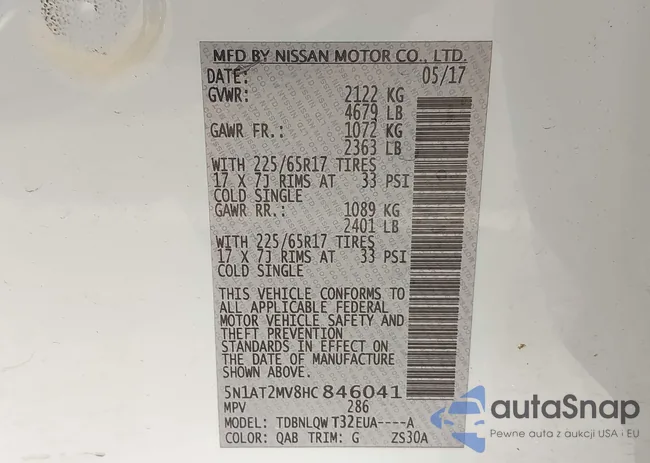 MFD BY NISSAN MOTOR CO., LTD.
DATE: 05/17
GVWR: 2122 KG
4679 LB
GAWR FR.: 1072 KG
2363 LB
WITH 225/65R17 TIRES
17 X 7J RIMS AT 33 PSI
COLD SINGLE
GAWR RR.: 1089 KG
2401 LB
WITH 225/65R17 TIRES
17 X 7J RIMS AT 33 PSI
COLD SINGLE
THIS VEHICLE CONFORMS TO
ALL APPLICABLE FEDERAL
MOTOR VEHICLE SAFETY AND
THEFT PREVENTION
STANDARDS IN EFFECT ON
THE DATE OF MANUFACTURE
SHOWN ABOVE.
5N1AT2MV8HC846041
MPV 286
MODEL: TDBNLQWT32EUA----A
COLOR: QAB TRIM: G ZS30A
autaSnap
Pewne auta z aukcji USA i EU